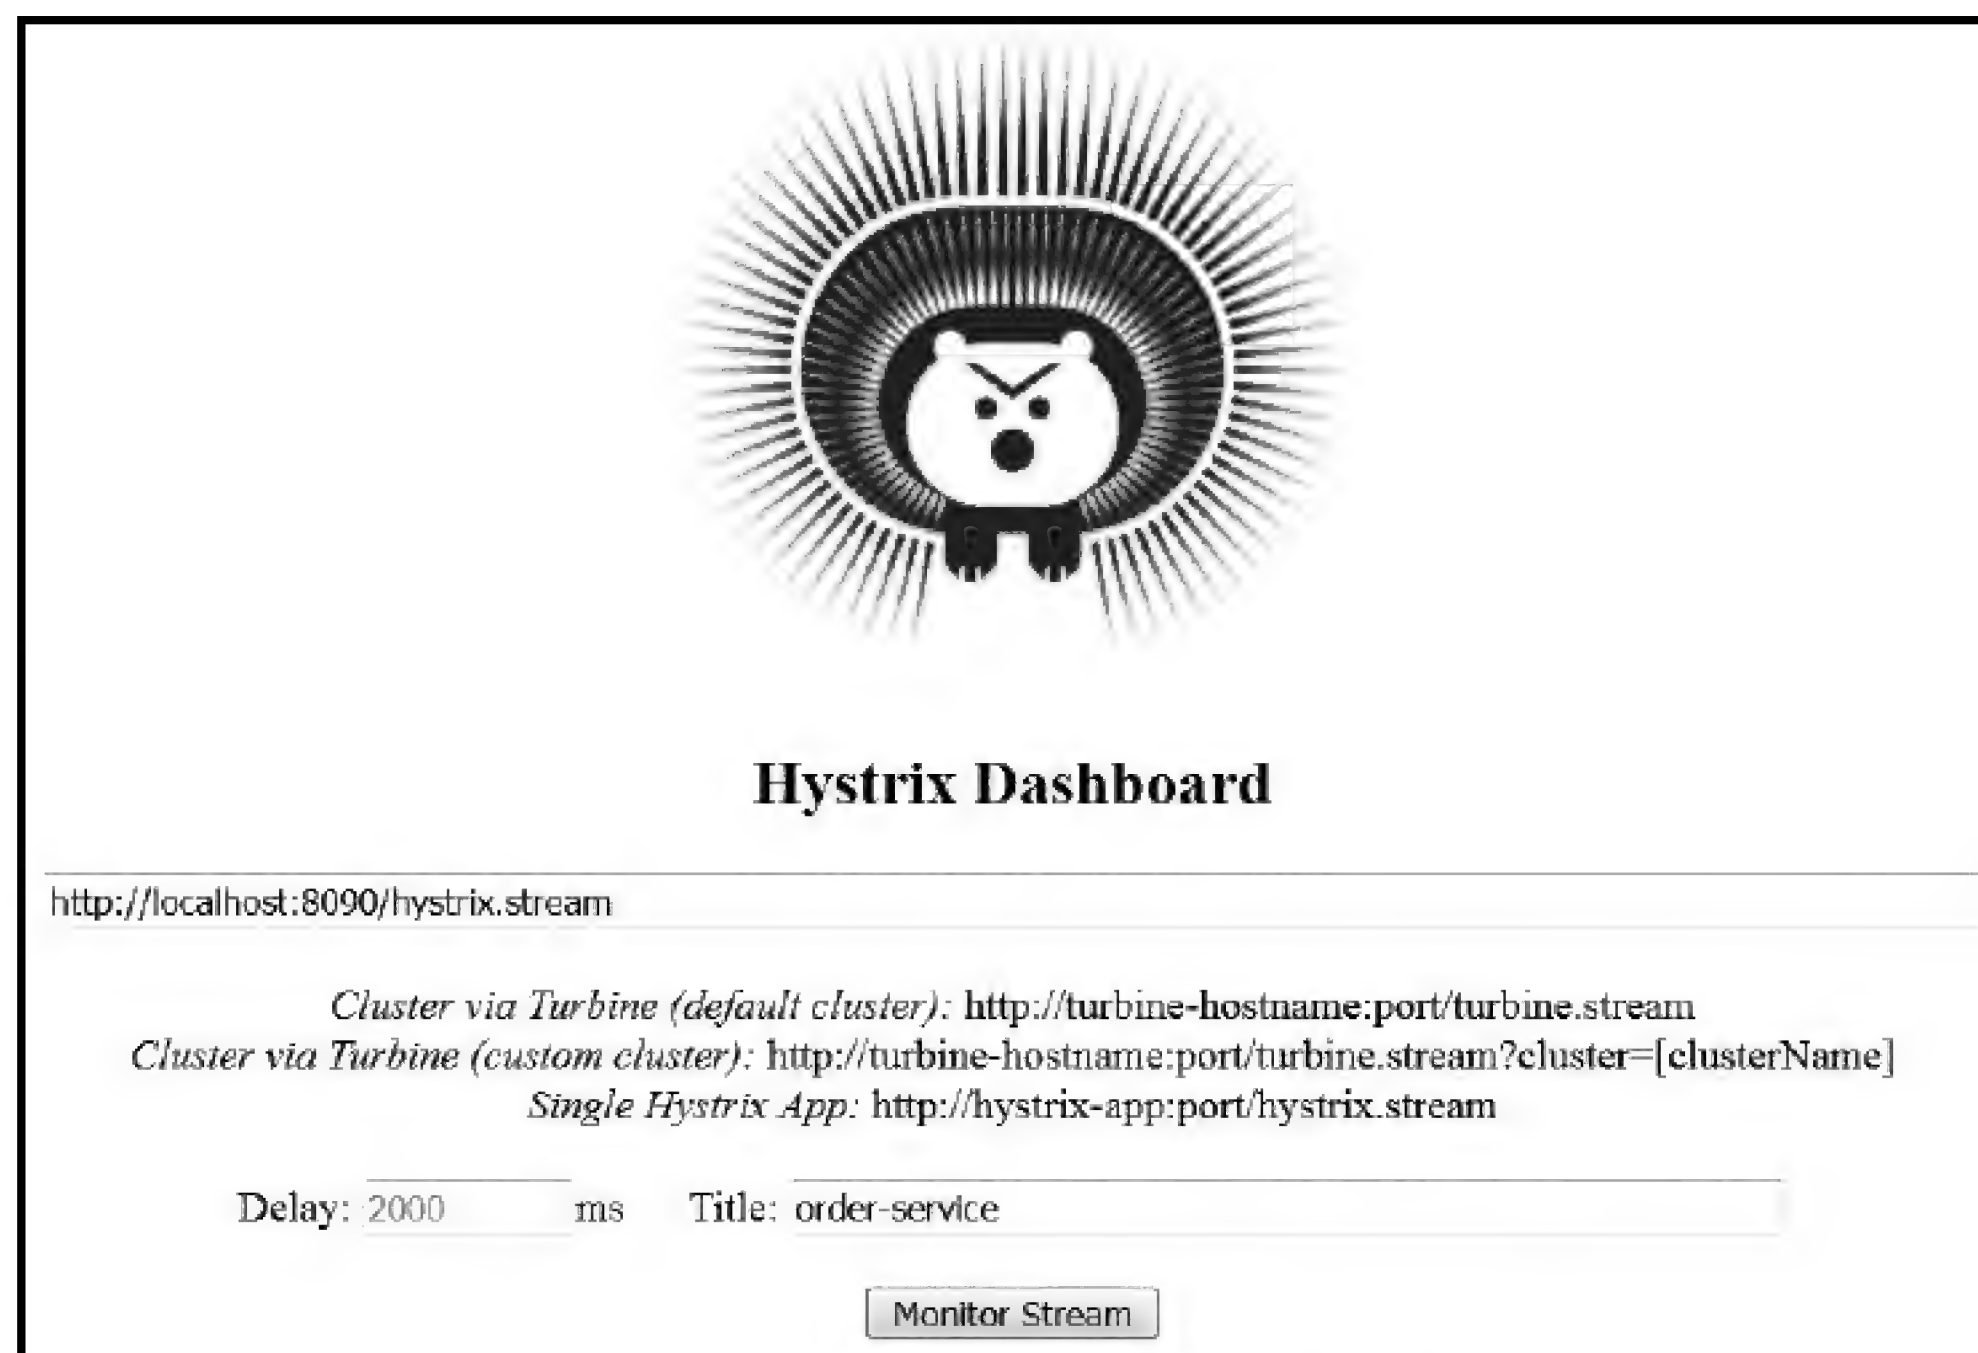 Hystrix Dashboard
http://localhost:8090/hystrix.stream
Cluster via Turbine (default cluster): http://turbine-hostname:port/turbine.stream
Cluster via Turbine (custom cluster): http://turbine-hostname:port/turbine.stream?cluster=[clusterName]
Single Hystrix App: http://hystrix-app:port/hystrix.stream
Delay: 2000 ms Title: order-service
Monitor Stream